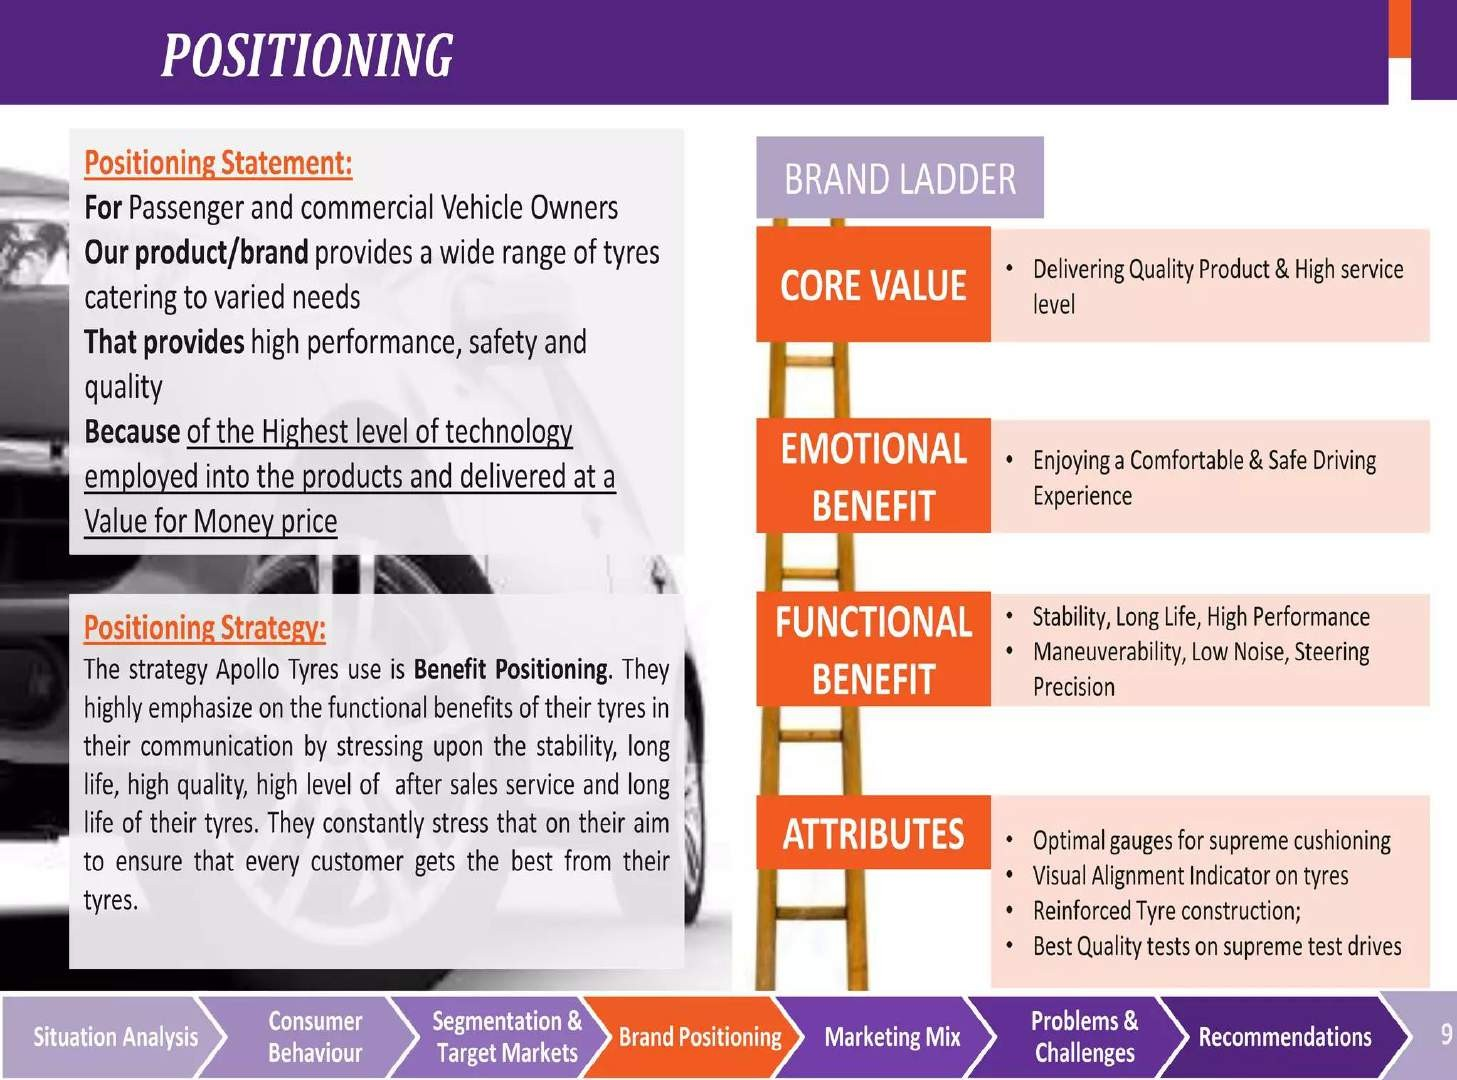 POSITIONING
Positioning Statement:
For Passenger and commercial Vehicle Owners
Our product/brand provides a wide range of tyres
catering to varied needs
That provides high performance, safety and
quality
Because of the Highest level of technology
employed into the products and delivered at a
Value for Money price
Positioning Strategy:
The strategy Apollo Tyres use is Benefit Positioning. They
highly emphasize on the functional benefits of their tyres in
their communication by stressing upon the stability, long
life, high quality, high level of after sales service and long
life of their tyres. They constantly stress that on their aim
to ensure that every customer gets the best from their
tyres.
BRAND LADDER
CORE VALUE
• Delivering Quality Product & High service
level
EMOTIONAL
BENEFIT
• Enjoying a Comfortable & Safe Driving
Experience
FUNCTIONAL
BENEFIT
• Stability, Long Life, High Performance
• Maneuverability, Low Noise, Steering
Precision
ATTRIBUTES
• Optimal gauges for supreme cushioning
• Visual Alignment Indicator on tyres
• Reinforced Tyre construction;
• Best Quality tests on supreme test drives
Situation Analysis
Consumer
Behaviour
Segmentation &
Target Markets
Brand Positioning
Marketing Mix
Problems &
Challenges
Recommendations
9